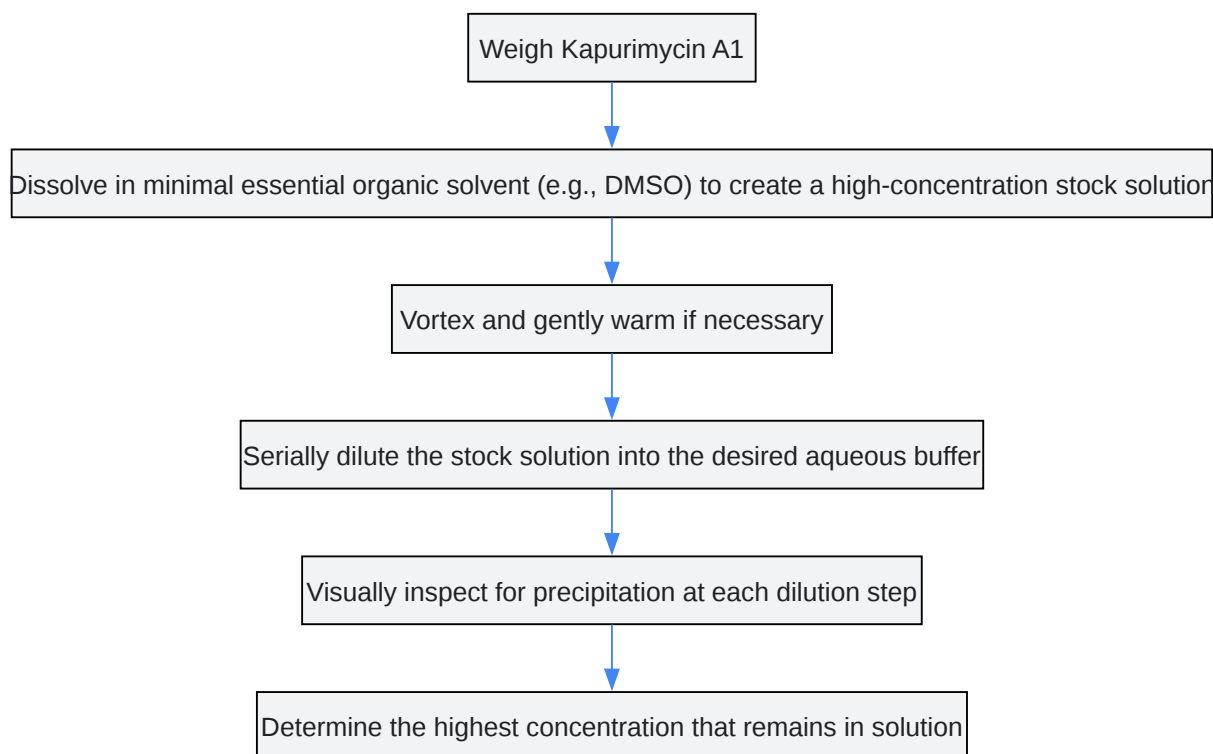 Weigh Kapurimycin A1
Dissolve in minimal essential organic solvent (e.g., DMSO) to create a high-concentration stock solution
Vortex and gently warm if necessary
Serially dilute the stock solution into the desired aqueous buffer
Visually inspect for precipitation at each dilution step
Determine the highest concentration that remains in solution